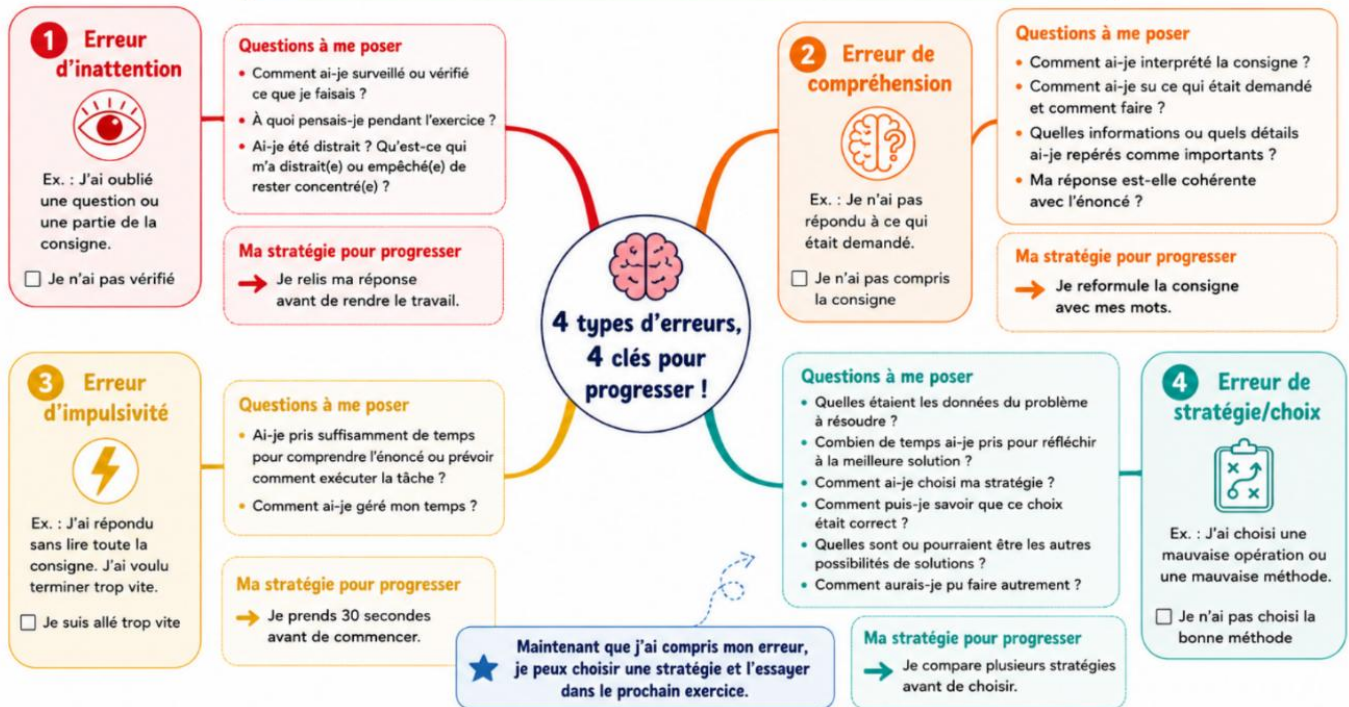 1 Erreur
d'inattention
Ex. : J'ai oublié
une question ou
une partie de la
consigne.
☐ Je n'ai pas vérifié
Questions à me poser
• Comment ai-je surveillé ou vérifié
ce que je faisais ?
• À quoi pensais-je pendant l'exercice ?
• Ai-je été distrait ? Qu'est-ce qui
m'a distrait(e) ou empêché(e) de
rester concentré(e) ?
Ma stratégie pour progresser
→ Je relis ma réponse
avant de rendre le travail.
2 Erreur de
compréhension
Ex. : Je n'ai pas
répondu à ce qui
était demandé.
☐ Je n'ai pas compris
la consigne
Questions à me poser
• Comment ai-je interprété la consigne ?
• Comment ai-je su ce qui était demandé
et comment faire ?
• Quelles informations ou quels détails
ai-je repérés comme importants ?
• Ma réponse est-elle cohérente
avec l'énoncé ?
Ma stratégie pour progresser
→ Je reformule la consigne
avec mes mots.
4 types d'erreurs,
4 clés pour
progresser !
3 Erreur
d'impulsivité
Ex. : J'ai répondu
sans lire toute la
consigne. J'ai voulu
terminer trop vite.
☐ Je suis allé trop vite
Questions à me poser
• Ai-je pris suffisamment de temps
pour comprendre l'énoncé ou prévoir
comment exécuter la tâche ?
• Comment ai-je géré mon temps ?
Ma stratégie pour progresser
→ Je prends 30 secondes
avant de commencer.
Questions à me poser
• Quelles étaient les données du problème
à résoudre ?
• Combien de temps ai-je pris pour réfléchir
à la meilleure solution ?
• Comment ai-je choisi ma stratégie ?
• Comment puis-je savoir que ce choix
était correct ?
• Quelles sont ou pourraient être les autres
possibilités de solutions ?
• Comment aurais-je pu faire autrement ?
4 Erreur de
stratégie/choix
Ex. : J'ai choisi une
mauvaise opération ou
une mauvaise méthode.
☐ Je n'ai pas choisi la
bonne méthode
Ma stratégie pour progresser
→ Je compare plusieurs stratégies
avant de choisir.
Maintenant que j'ai compris mon erreur,
je peux choisir une stratégie et l'essayer
dans le prochain exercice.